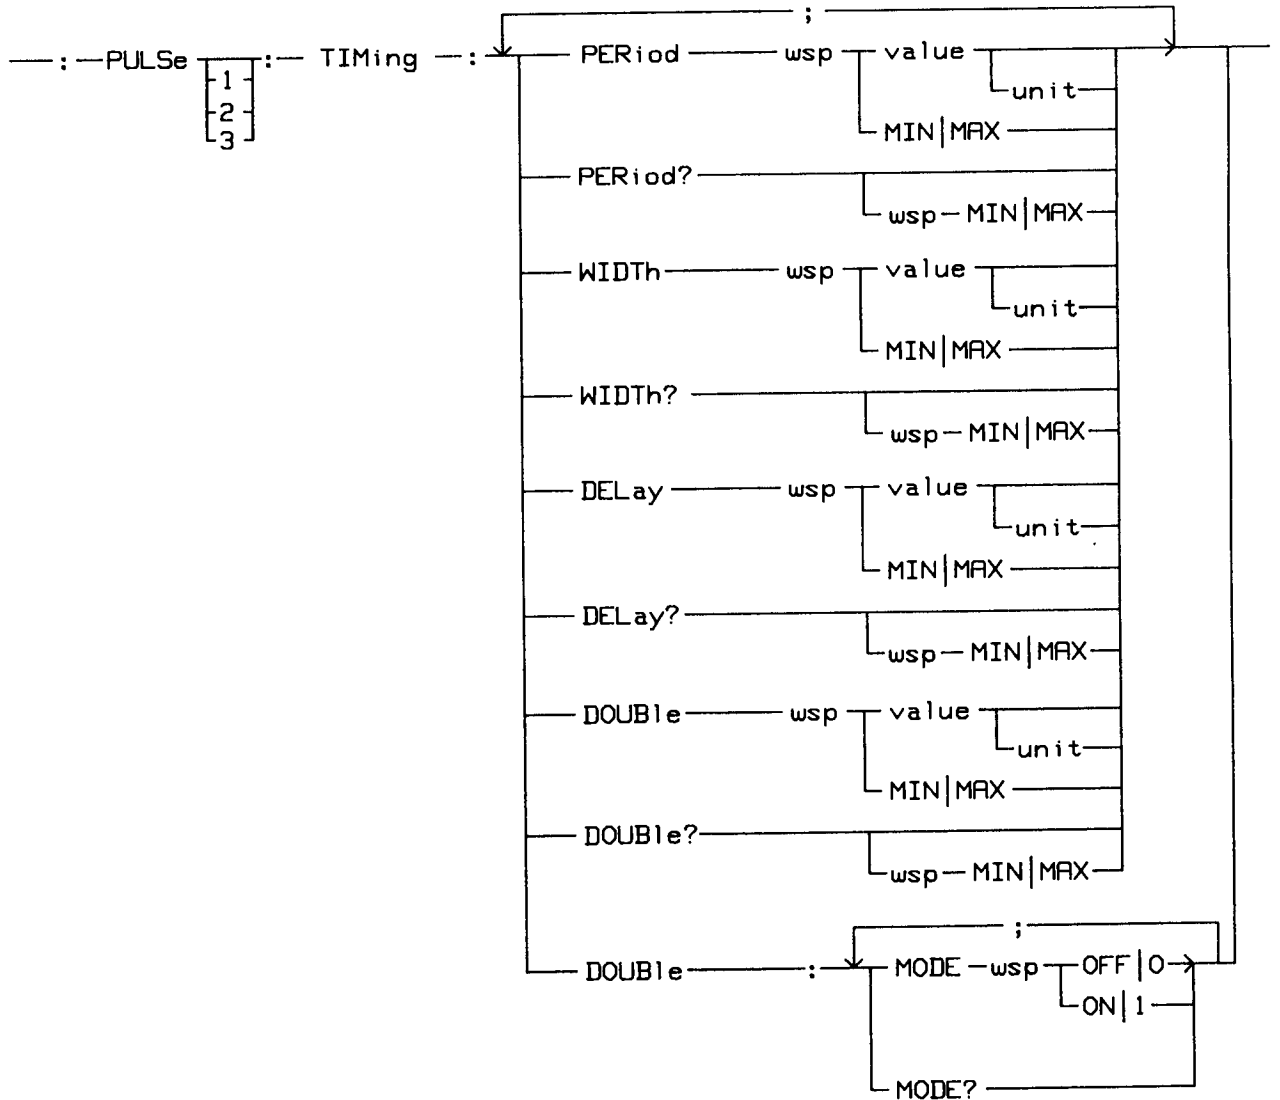 ;
: PULSe : TIMing : PERiod wsp value
1 unit
2 MIN|MAX
3
PERiod?
wsp MIN|MAX
WIDTh wsp value
unit
MIN|MAX
WIDTh?
wsp MIN|MAX
DELay wsp value
unit
MIN|MAX
DELay?
wsp MIN|MAX
DOUBle wsp value
unit
MIN|MAX
DOUBle?
wsp MIN|MAX
;
DOUBle : MODE wsp OFF|0
ON|1
MODE?